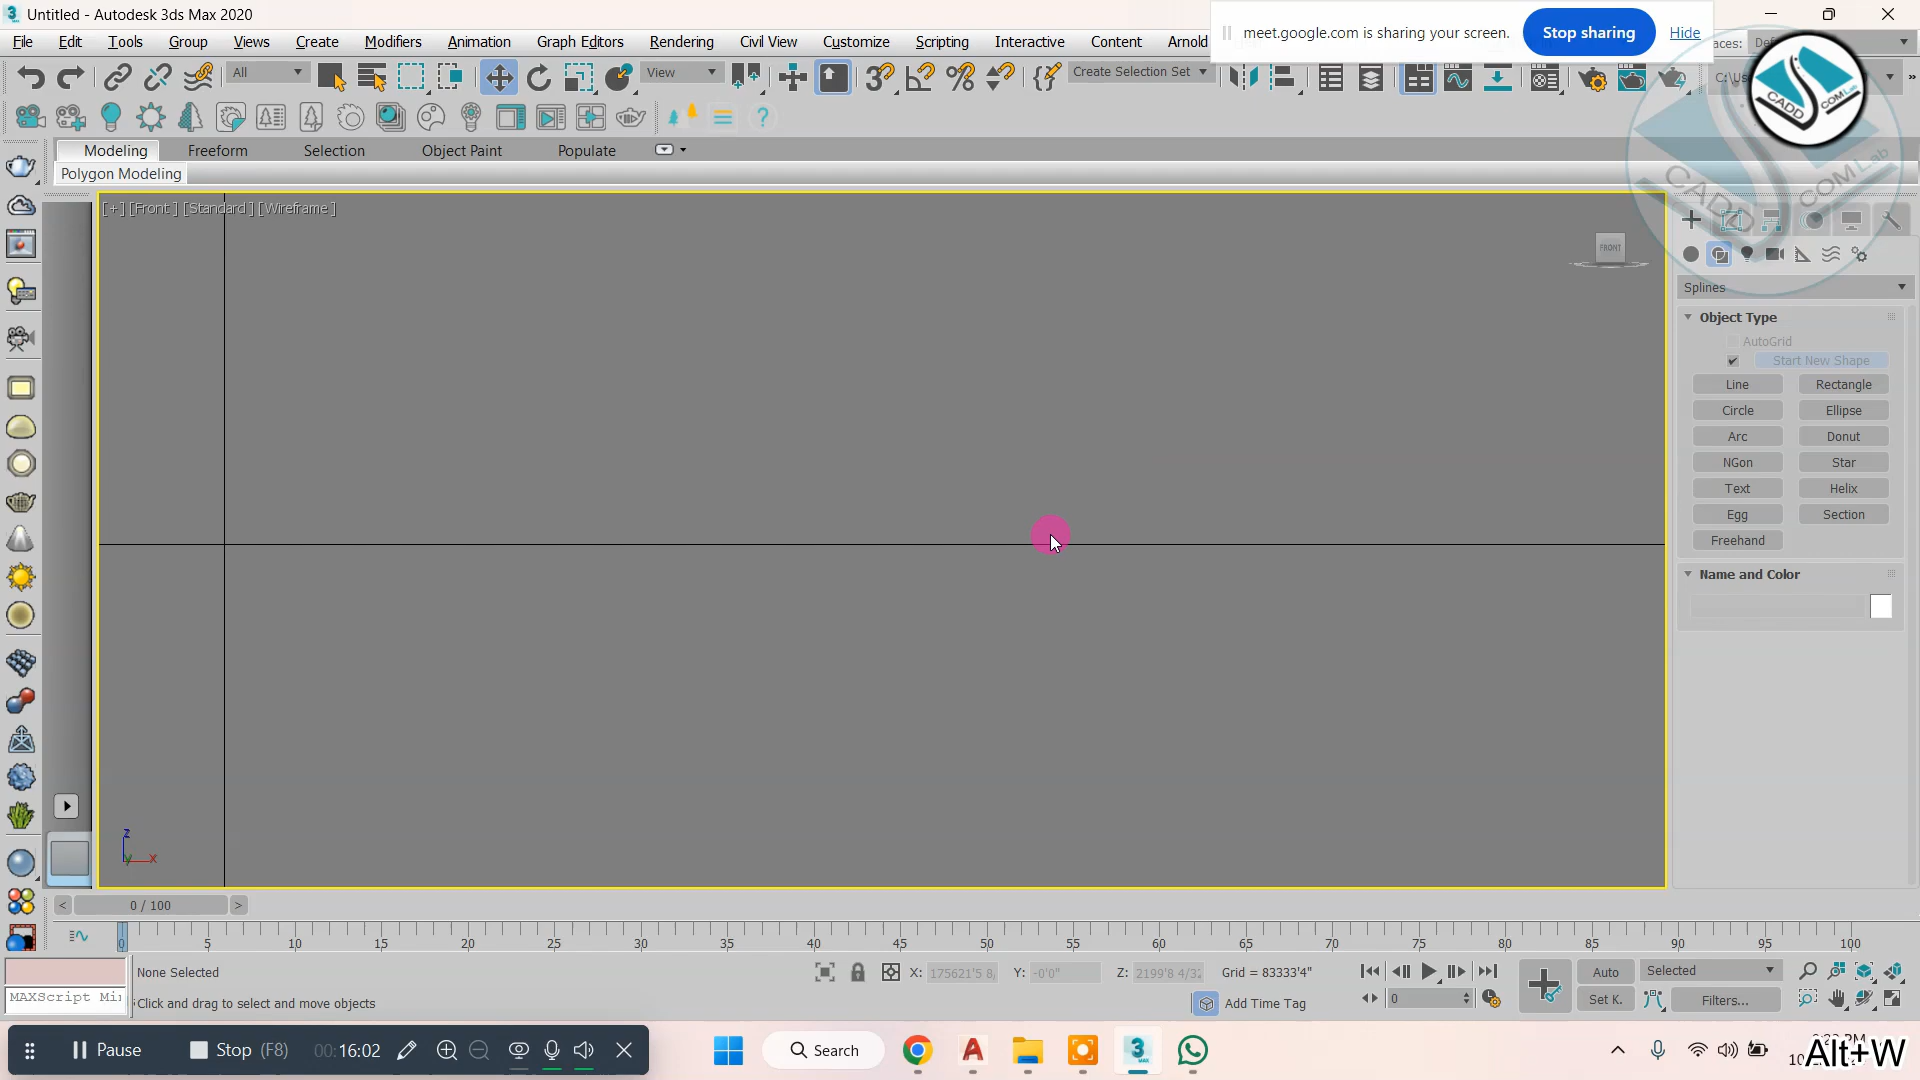 Untitled - Autodesk 3ds Max 2020
meet.google.com is sharing your screen.
Stop sharing
Hide
File Edit Tools Group Views Create Modifiers Animation Graph Editors Rendering Civil View Customize Scripting Interactive Content Arnold
aces:
All
View
Create Selection Set
CADD COM Lab
Modeling Freeform Selection Object Paint Populate
Polygon Modeling
[+] [Front ] [Standard ] [Wireframe ]
FRONT
Splines
Object Type
AutoGrid
Start New Shape
Line Rectangle
Circle Ellipse
Arc Donut
NGon Star
Text Helix
Egg Section
Freehand
Name and Color
z
y x
< 0 / 100 >
0 5 10 15 20 25 30 35 40 45 50 55 60 65 70 75 80 85 90 95 100
None Selected
X: 175621'5 8/ Y: -0'0" Z: 2199'8 4/32 Grid = 83333'4"
Auto Selected
MAXScript Mi
Click and drag to select and move objects
Add Time Tag
0
Set K. Filters...
Pause Stop (F8) 00:16:02
Search
Alt+W